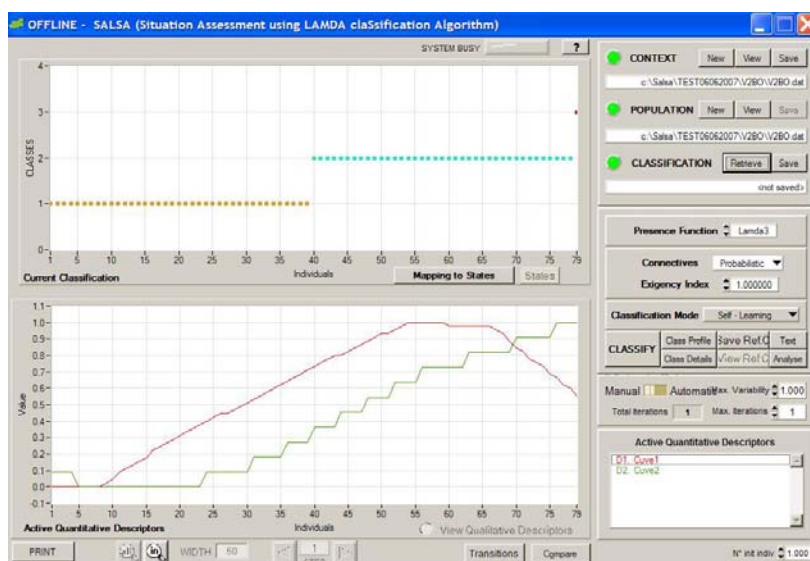 OFFLINE - SALSA (Situation Assessment using LAMDA claSsification Algorithm)
SYSTEM BUSY ?
4
3
2
1
0
CLASSES
1 5 10 15 20 25 30 35 40 45 50 55 60 65 70 75 79
Current Classification Individuals Mapping to States States
1.1
1.0
0.9
0.8
0.7
0.6
0.5
0.4
0.3
0.2
0.1
0.0
-0.1
Value
1 5 10 15 20 25 30 35 40 45 50 55 60 65 70 75 79
Active Quantitative Descriptors Individuals View Qualitative Descriptors
PRINT all in WIDTH 60 1 Transitions Compare
CONTEXT New View Save
c:\Salsa\TEST06062007\V2BO\V2BO.dat
POPULATION New View Save
c:\Salsa\TEST06062007\V2BO\V2BO.dat
CLASSIFICATION Retrieve Save
<not saved>
Presence Function Lamda3
Connectives Probabilistic
Exigency Index 1.000000
Classification Mode Self - Learning
CLASSIFY Class Profile Save Ref.C Text
Class Details View Ref C Analyse
Manual Automatic Max. Variability 1.000
Total iterations 1 Max. Iterations 1
Active Quantitative Descriptors
D1. Cuve1
D2. Cuve2
N° init indiv 1.000